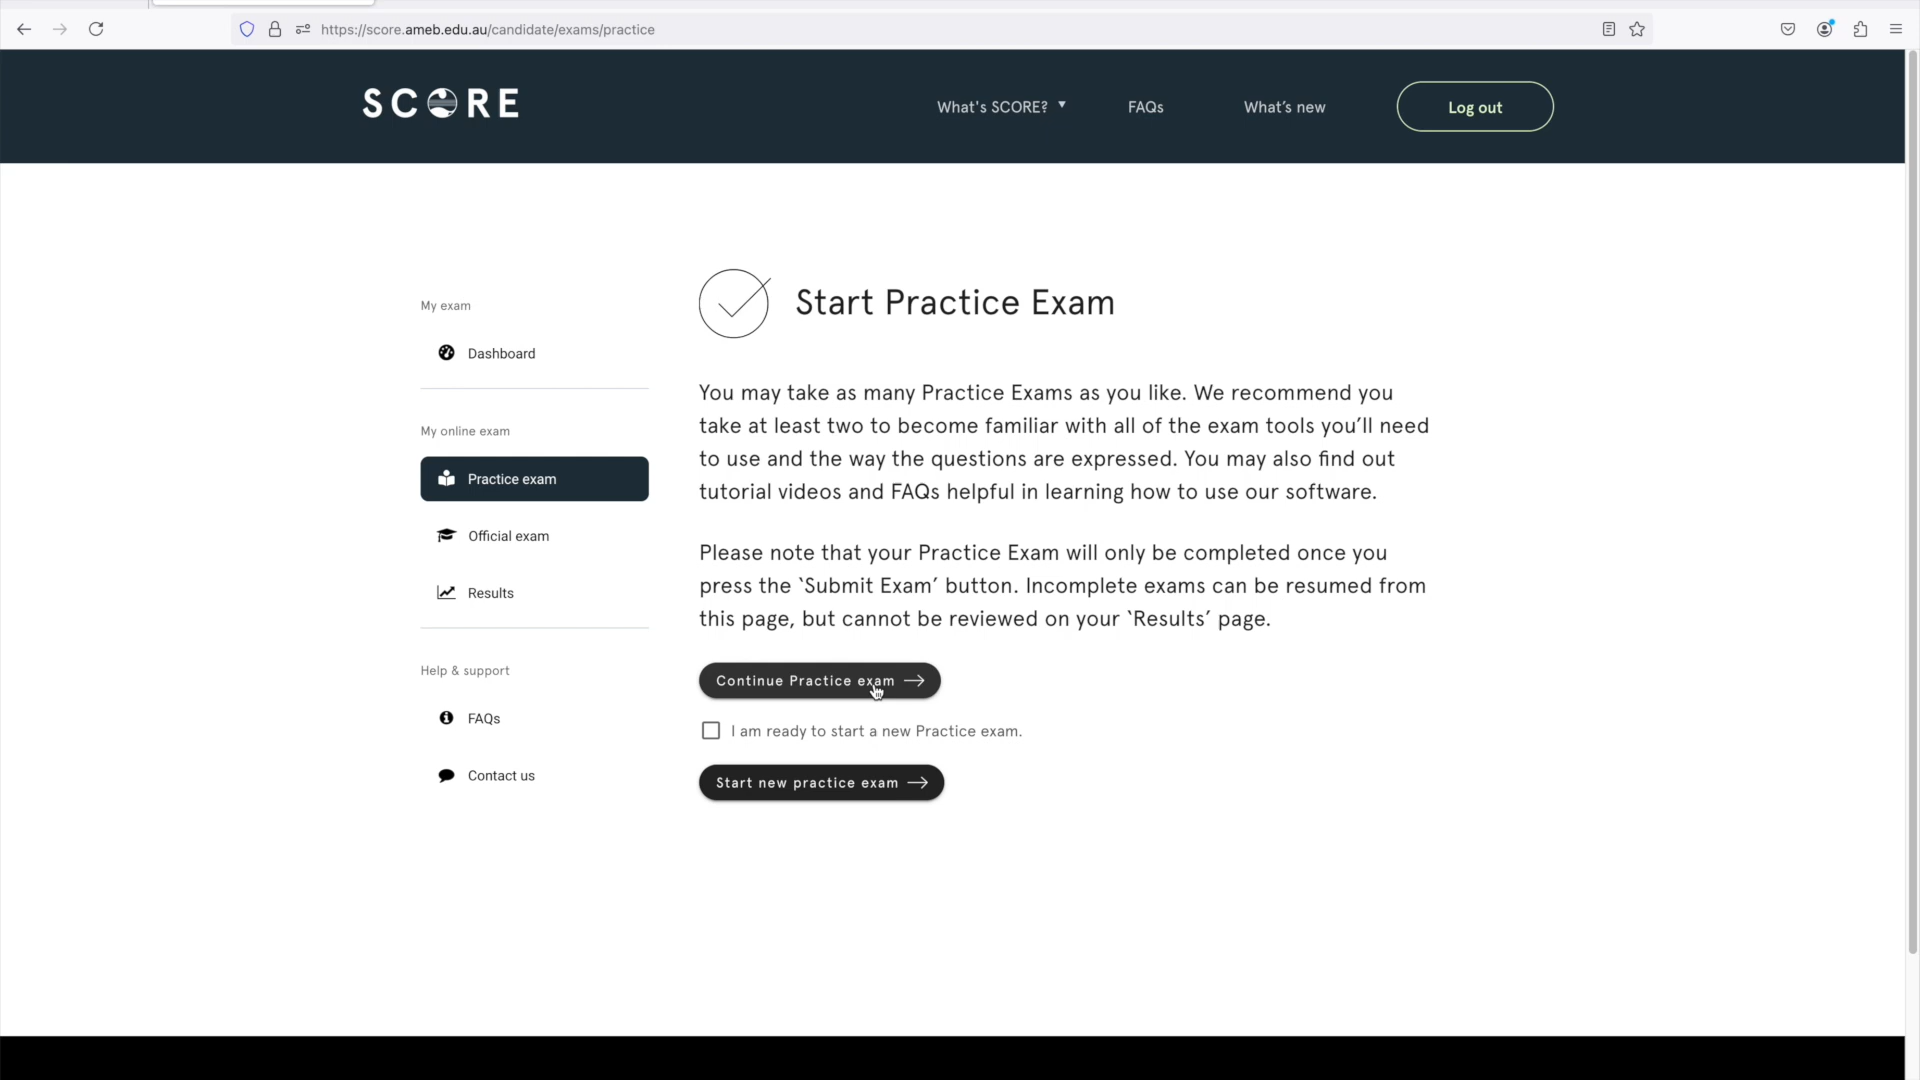 https://score.ameb.edu.au/candidate/exams/practice
SCORE
What's SCORE?
FAQs
What's new
Log out
My exam
Dashboard
My online exam
Practice exam
Official exam
Results
Help & support
FAQs
Contact us
Start Practice Exam
You may take as many Practice Exams as you like. We recommend you
take at least two to become familiar with all of the exam tools you'll need
to use and the way the questions are expressed. You may also find out
tutorial videos and FAQs helpful in learning how to use our software.
Please note that your Practice Exam will only be completed once you
press the `Submit Exam' button. Incomplete exams can be resumed from
this page, but cannot be reviewed on your `Results' page.
Continue Practice exam
I am ready to start a new Practice exam.
Start new practice exam